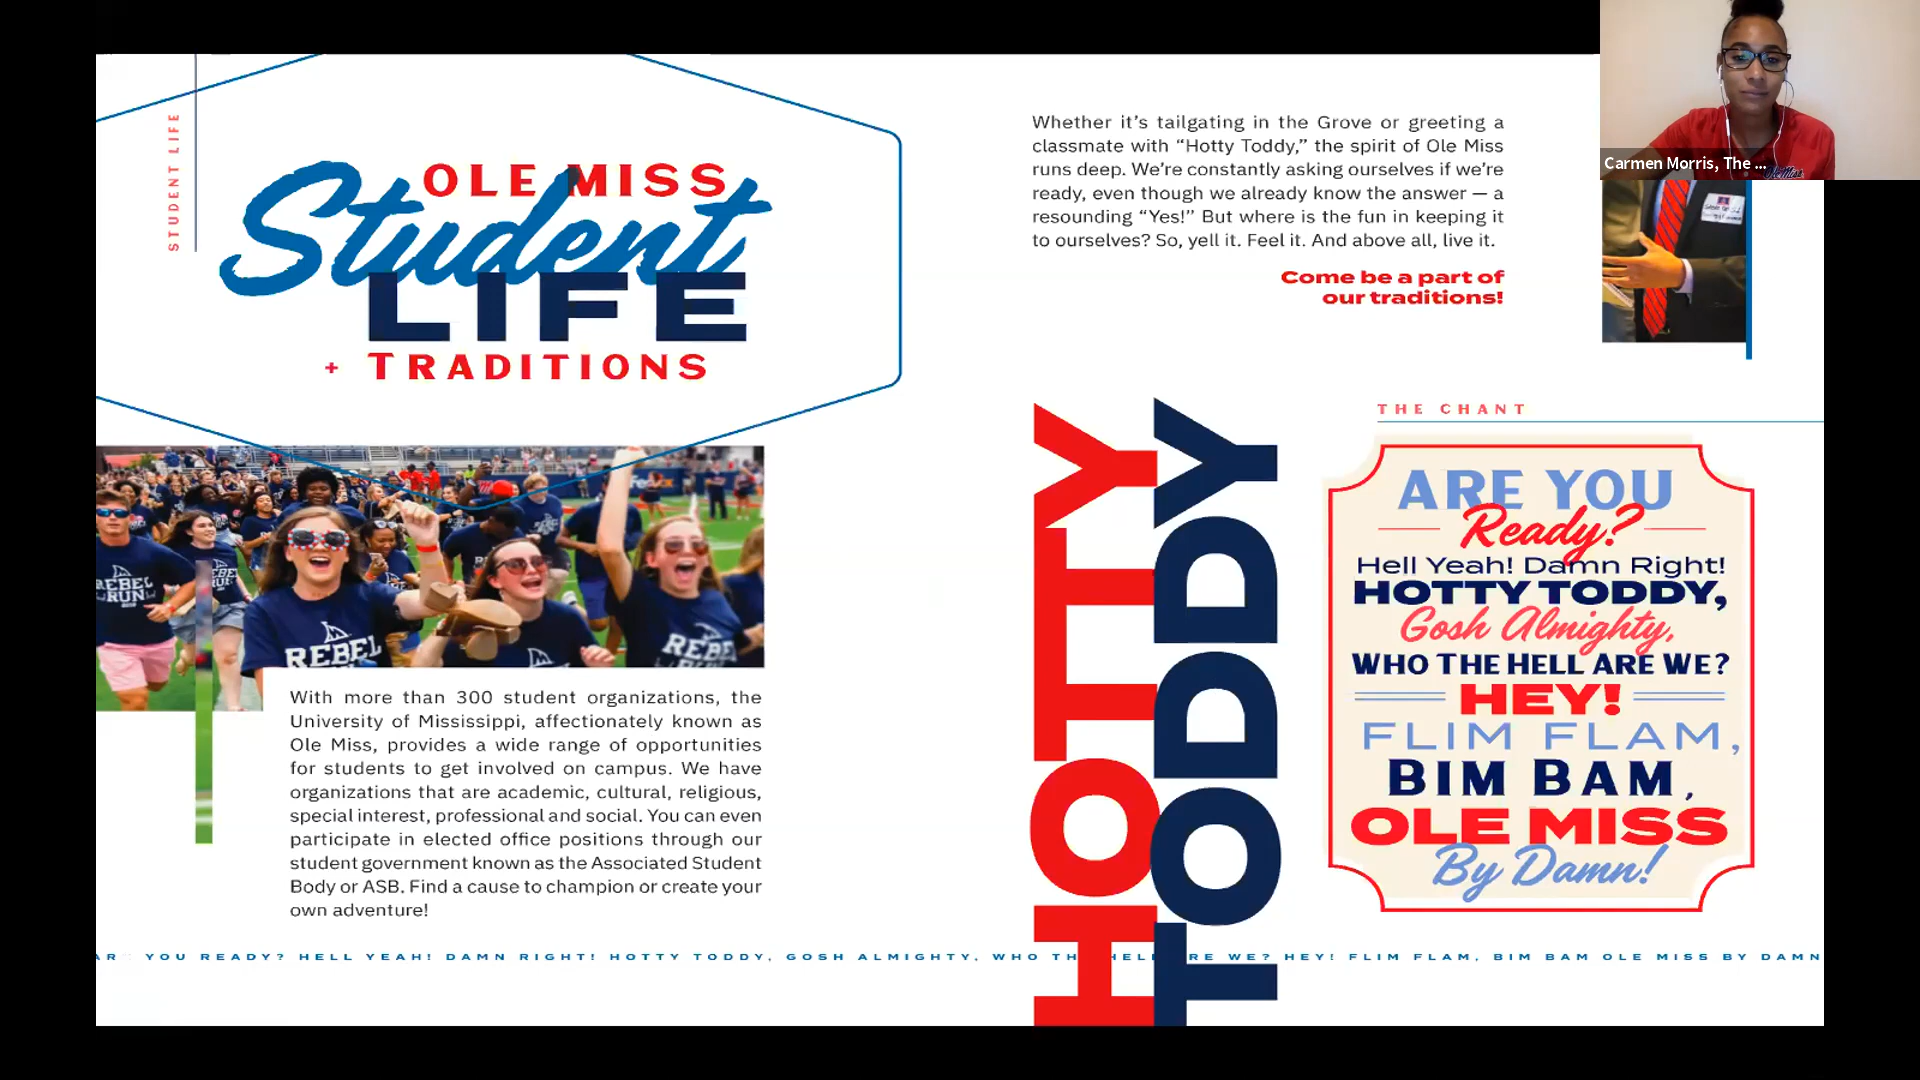 STUDENT LIFE
OLE MISS
Student
LIFE
+ TRADITIONS
REBEL
RUN
REBEL
RUN
REBEL
REBEL
RUN
FedEx
With more than 300 student organizations, the
University of Mississippi, affectionately known as
Ole Miss, provides a wide range of opportunities
for students to get involved on campus. We have
organizations that are academic, cultural, religious,
special interest, professional and social. You can even
participate in elected office positions through our
student government known as the Associated Student
Body or ASB. Find a cause to champion or create your
own adventure!
Whether it’s tailgating in the Grove or greeting a
classmate with “Hotty Toddy,” the spirit of Ole Miss
runs deep. We’re constantly asking ourselves if we’re
ready, even though we already know the answer — a
resounding “Yes!” But where is the fun in keeping it
to ourselves? So, yell it. Feel it. And above all, live it.
Come be a part of
our traditions!
Carmen Morris, The ...
HOTTY
TODDY
THE CHANT
ARE YOU
Ready?
Hell Yeah! Damn Right!
HOTTY TODDY,
Gosh Almighty,
WHO THE HELL ARE WE?
HEY!
FLIM FLAM,
BIM BAM,
OLE MISS
By Damn!
YOU READY? HELL YEAH! DAMN RIGHT! HOTTY TODDY, GOSH ALMIGHTY, WHO TH HELL RE WE? HEY! FLIM FLAM, BIM BAM OLE MISS BY DAMN